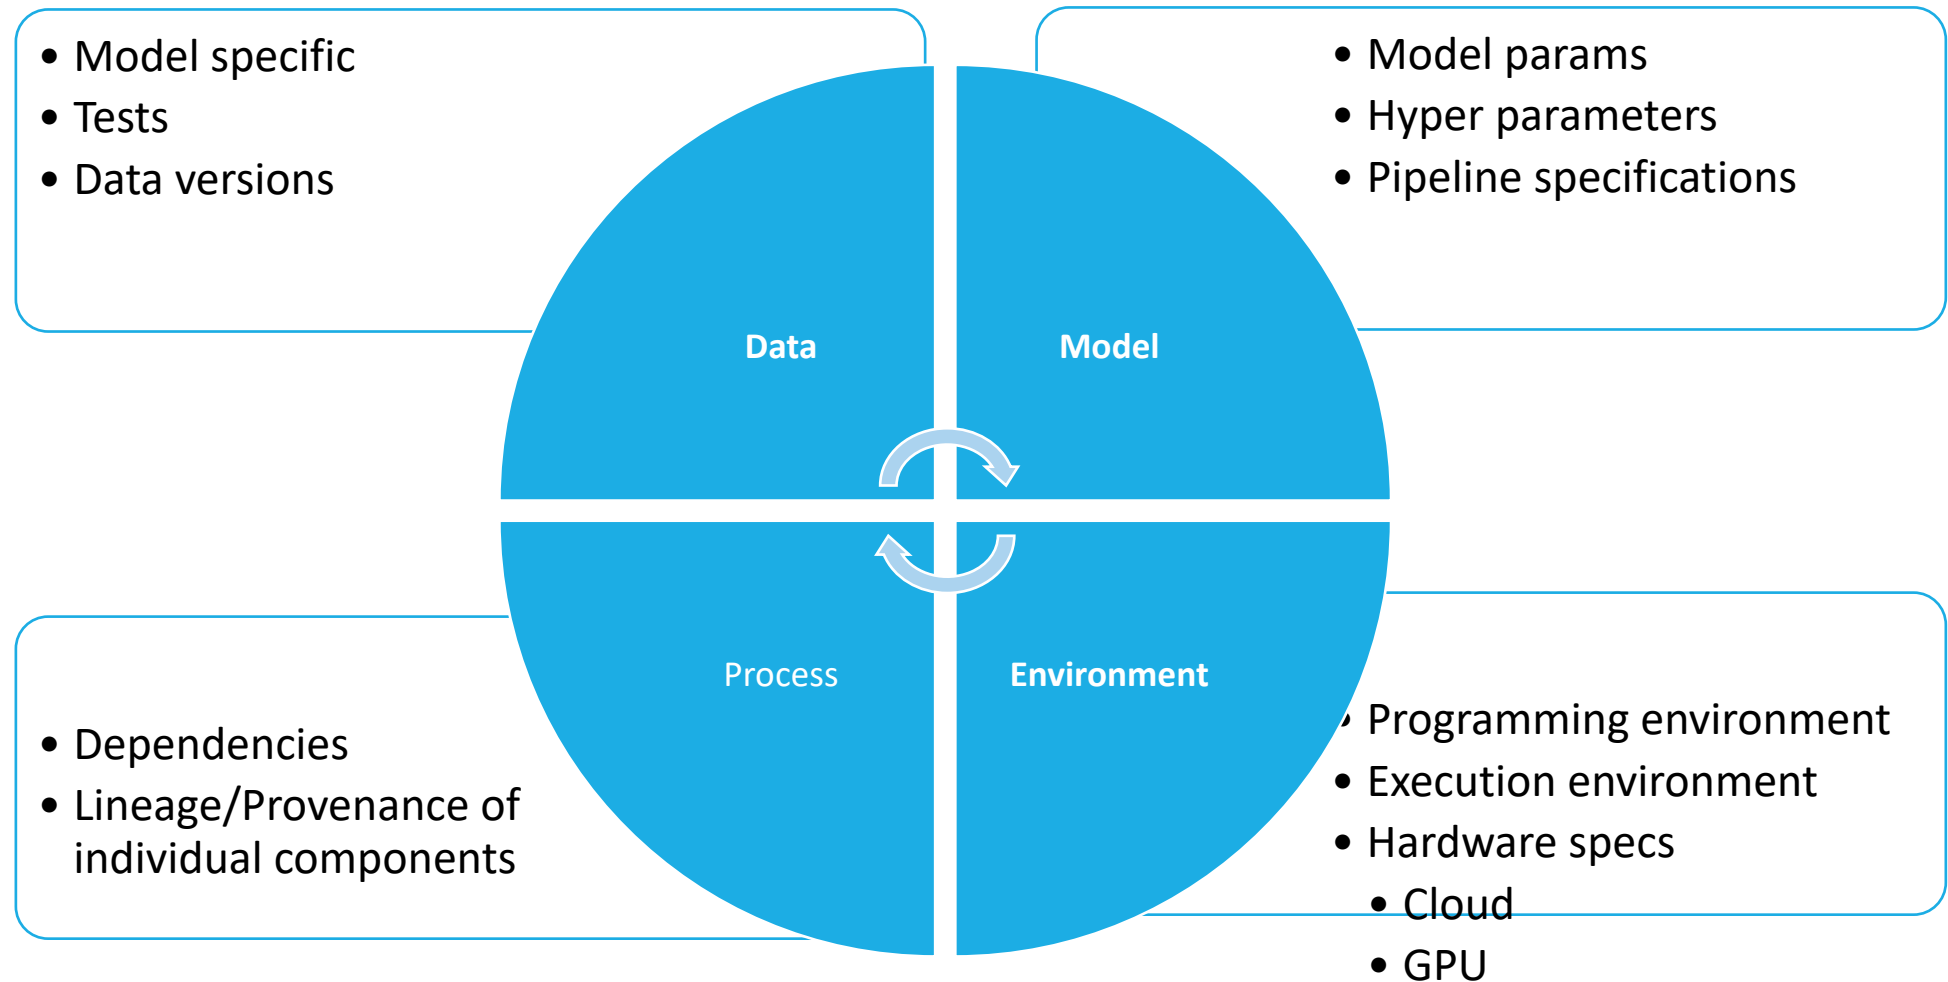 • Model specific
• Tests
• Data versions
• Model params
• Hyper parameters
• Pipeline specifications
Data
Model
Process
Environment
• Dependencies
• Lineage/Provenance of
individual components
• Programming environment
• Execution environment
• Hardware specs
• Cloud
• GPU